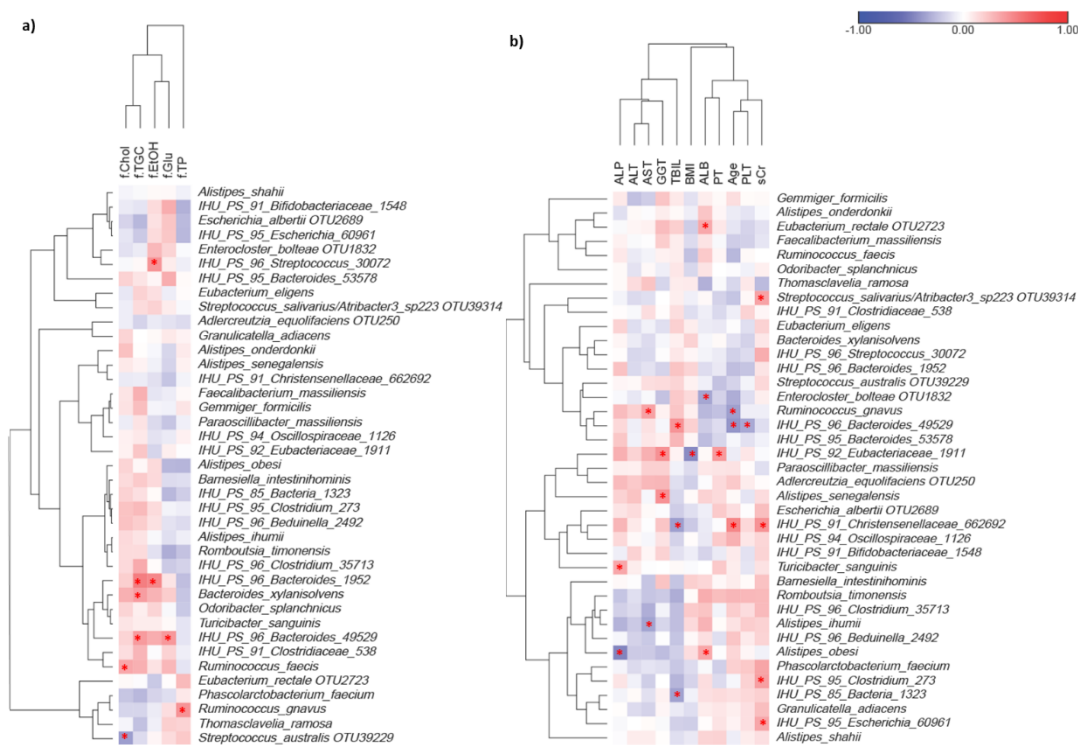 a)
f.Chol
f.TGC
f.EtOH
f.Glu
f.TP
Alistipes_shahii
IHU_PS_91_Bifidobacteriaceae_1548
Escherichia_albertii OTU2689
IHU_PS_95_Escherichia_60961
Enterocloster_bolteae OTU1832
IHU_PS_96_Streptococcus_30072
IHU_PS_95_Bacteroides_53578
Eubacterium_eligens
Streptococcus_salivarius/Atribacter3_sp223 OTU39314
Adlercreutzia_equolifaciens OTU250
Granulicatella_adiacens
Alistipes_onderdonkii
Alistipes_senegalensis
IHU_PS_91_Christensenellaceae_662692
Faecalibacterium_massiliensis
Gemmiger_formicilis
Paraoscillibacter_massiliensis
IHU_PS_94_Oscillospiraceae_1126
IHU_PS_92_Eubacteriaceae_1911
Alistipes_obesi
Barnesiella_intestinihominis
IHU_PS_85_Bacteria_1323
IHU_PS_95_Clostridium_273
IHU_PS_96_Beduinella_2492
Alistipes_ihumii
Romboutsia_timonensis
IHU_PS_96_Clostridium_35713
IHU_PS_96_Bacteroides_1952
Bacteroides_xylanisolvens
Odoribacter_splanchnicus
Turicibacter_sanguinis
IHU_PS_96_Bacteroides_49529
IHU_PS_91_Clostridiaceae_538
Ruminococcus_faecis
Eubacterium_rectale OTU2723
Phascolarctobacterium_faecium
Ruminococcus_gnavus
Thomasclavelia_ramosa
Streptococcus_australis OTU39229
b)
-1.00
0.00
1.00
ALP
ALT
AST
GGT
TBIL
BMI
ALB
PT
Age
PLT
sCr
Gemmiger_formicilis
Alistipes_onderdonkii
Eubacterium_rectale OTU2723
Faecalibacterium_massiliensis
Ruminococcus_faecis
Odoribacter_splanchnicus
Thomasclavelia_ramosa
Streptococcus_salivarius/Atribacter3_sp223 OTU39314
IHU_PS_91_Clostridiaceae_538
Eubacterium_eligens
Bacteroides_xylanisolvens
IHU_PS_96_Streptococcus_30072
IHU_PS_96_Bacteroides_1952
Streptococcus_australis OTU39229
Enterocloster_bolteae OTU1832
Ruminococcus_gnavus
IHU_PS_96_Bacteroides_49529
IHU_PS_95_Bacteroides_53578
IHU_PS_92_Eubacteriaceae_1911
Paraoscillibacter_massiliensis
Adlercreutzia_equolifaciens OTU250
Alistipes_senegalensis
Escherichia_albertii OTU2689
IHU_PS_91_Christensenellaceae_662692
IHU_PS_94_Oscillospiraceae_1126
IHU_PS_91_Bifidobacteriaceae_1548
Turicibacter_sanguinis
Barnesiella_intestinihominis
Romboutsia_timonensis
IHU_PS_96_Clostridium_35713
Alistipes_ihumii
IHU_PS_96_Beduinella_2492
Alistipes_obesi
Phascolarctobacterium_faecium
IHU_PS_95_Clostridium_273
IHU_PS_85_Bacteria_1323
Granulicatella_adiacens
IHU_PS_95_Escherichia_60961
Alistipes_shahii